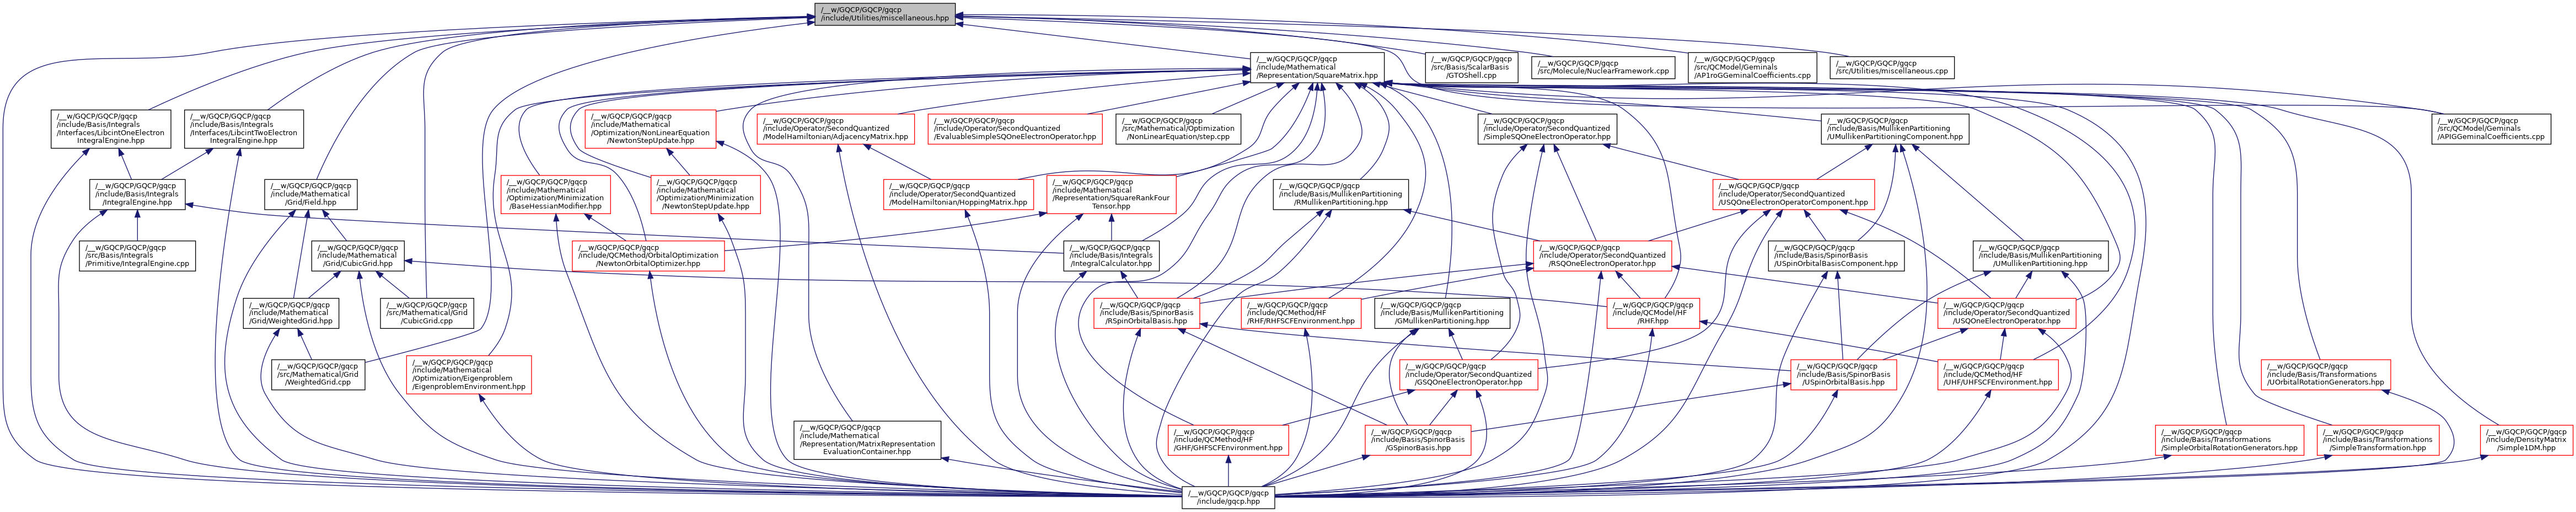 /__w/GQCP/GQCP/gqcp
/include/Utilities/miscellaneous.hpp
/__w/GQCP/GQCP/gqcp
/include/Mathematical
/Representation/SquareMatrix.hpp
/__w/GQCP/GQCP/gqcp
/src/Basis/ScalarBasis
/GTOShell.cpp
/__w/GQCP/GQCP/gqcp
/src/Molecule/NuclearFramework.cpp
/__w/GQCP/GQCP/gqcp
/src/QCModel/Geminals
/AP1roGGeminalCoefficients.cpp
/__w/GQCP/GQCP/gqcp
/src/Utilities/miscellaneous.cpp
/__w/GQCP/GQCP/gqcp
/include/Basis/Integrals
/Interfaces/LibcintOneElectron
IntegralEngine.hpp
/__w/GQCP/GQCP/gqcp
/include/Basis/Integrals
/Interfaces/LibcintTwoElectron
IntegralEngine.hpp
/__w/GQCP/GQCP/gqcp
/include/Mathematical
/Optimization/NonLinearEquation
/NewtonStepUpdate.hpp
/__w/GQCP/GQCP/gqcp
/include/Operator/SecondQuantized
/ModelHamiltonian/AdjacencyMatrix.hpp
/__w/GQCP/GQCP/gqcp
/include/Operator/SecondQuantized
/EvaluableSimpleSQOneElectronOperator.hpp
/__w/GQCP/GQCP/gqcp
/src/Mathematical/Optimization
/NonLinearEquation/step.cpp
/__w/GQCP/GQCP/gqcp
/include/Operator/SecondQuantized
/SimpleSQOneElectronOperator.hpp
/__w/GQCP/GQCP/gqcp
/include/Basis/MullikenPartitioning
/UMullikenPartitioningComponent.hpp
/__w/GQCP/GQCP/gqcp
/src/QCModel/Geminals
/APIGGeminalCoefficients.cpp
/__w/GQCP/GQCP/gqcp
/include/Basis/Integrals
/IntegralEngine.hpp
/__w/GQCP/GQCP/gqcp
/include/Mathematical
/Grid/Field.hpp
/__w/GQCP/GQCP/gqcp
/include/Mathematical
/Optimization/Minimization
/BaseHessianModifier.hpp
/__w/GQCP/GQCP/gqcp
/include/Mathematical
/Optimization/Minimization
/NewtonStepUpdate.hpp
/__w/GQCP/GQCP/gqcp
/include/Operator/SecondQuantized
/ModelHamiltonian/HoppingMatrix.hpp
/__w/GQCP/GQCP/gqcp
/include/Mathematical
/Representation/SquareRankFour
Tensor.hpp
/__w/GQCP/GQCP/gqcp
/include/Basis/MullikenPartitioning
/RMullikenPartitioning.hpp
/__w/GQCP/GQCP/gqcp
/include/Operator/SecondQuantized
/USQOneElectronOperatorComponent.hpp
/__w/GQCP/GQCP/gqcp
/src/Basis/Integrals
/Primitive/IntegralEngine.cpp
/__w/GQCP/GQCP/gqcp
/include/Mathematical
/Grid/CubicGrid.hpp
/__w/GQCP/GQCP/gqcp
/include/QCMethod/OrbitalOptimization
/NewtonOrbitalOptimizer.hpp
/__w/GQCP/GQCP/gqcp
/include/Basis/Integrals
/IntegralCalculator.hpp
/__w/GQCP/GQCP/gqcp
/include/Operator/SecondQuantized
/RSQOneElectronOperator.hpp
/__w/GQCP/GQCP/gqcp
/include/Basis/SpinorBasis
/USpinOrbitalBasisComponent.hpp
/__w/GQCP/GQCP/gqcp
/include/Basis/MullikenPartitioning
/UMullikenPartitioning.hpp
/__w/GQCP/GQCP/gqcp
/include/Mathematical
/Grid/WeightedGrid.hpp
/__w/GQCP/GQCP/gqcp
/src/Mathematical/Grid
/CubicGrid.cpp
/__w/GQCP/GQCP/gqcp
/include/Basis/SpinorBasis
/RSpinOrbitalBasis.hpp
/__w/GQCP/GQCP/gqcp
/include/QCMethod/HF
/RHF/RHFSCFEnvironment.hpp
/__w/GQCP/GQCP/gqcp
/include/Basis/MullikenPartitioning
/GMullikenPartitioning.hpp
/__w/GQCP/GQCP/gqcp
/include/QCModel/HF
/RHF.hpp
/__w/GQCP/GQCP/gqcp
/include/Operator/SecondQuantized
/USQOneElectronOperator.hpp
/__w/GQCP/GQCP/gqcp
/src/Mathematical/Grid
/WeightedGrid.cpp
/__w/GQCP/GQCP/gqcp
/include/Mathematical
/Optimization/Eigenproblem
/EigenproblemEnvironment.hpp
/__w/GQCP/GQCP/gqcp
/include/Operator/SecondQuantized
/GSQOneElectronOperator.hpp
/__w/GQCP/GQCP/gqcp
/include/Basis/SpinorBasis
/USpinOrbitalBasis.hpp
/__w/GQCP/GQCP/gqcp
/include/QCMethod/HF
/UHF/UHFSCFEnvironment.hpp
/__w/GQCP/GQCP/gqcp
/include/Basis/Transformations
/UOrbitalRotationGenerators.hpp
/__w/GQCP/GQCP/gqcp
/include/Mathematical
/Representation/MatrixRepresentation
EvaluationContainer.hpp
/__w/GQCP/GQCP/gqcp
/include/QCMethod/HF
/GHF/GHFSCFEnvironment.hpp
/__w/GQCP/GQCP/gqcp
/include/Basis/SpinorBasis
/GSpinorBasis.hpp
/__w/GQCP/GQCP/gqcp
/include/Basis/Transformations
/SimpleOrbitalRotationGenerators.hpp
/__w/GQCP/GQCP/gqcp
/include/Basis/Transformations
/SimpleTransformation.hpp
/__w/GQCP/GQCP/gqcp
/include/DensityMatrix
/Simple1DM.hpp
/__w/GQCP/GQCP/gqcp
/include/gqcp.hpp